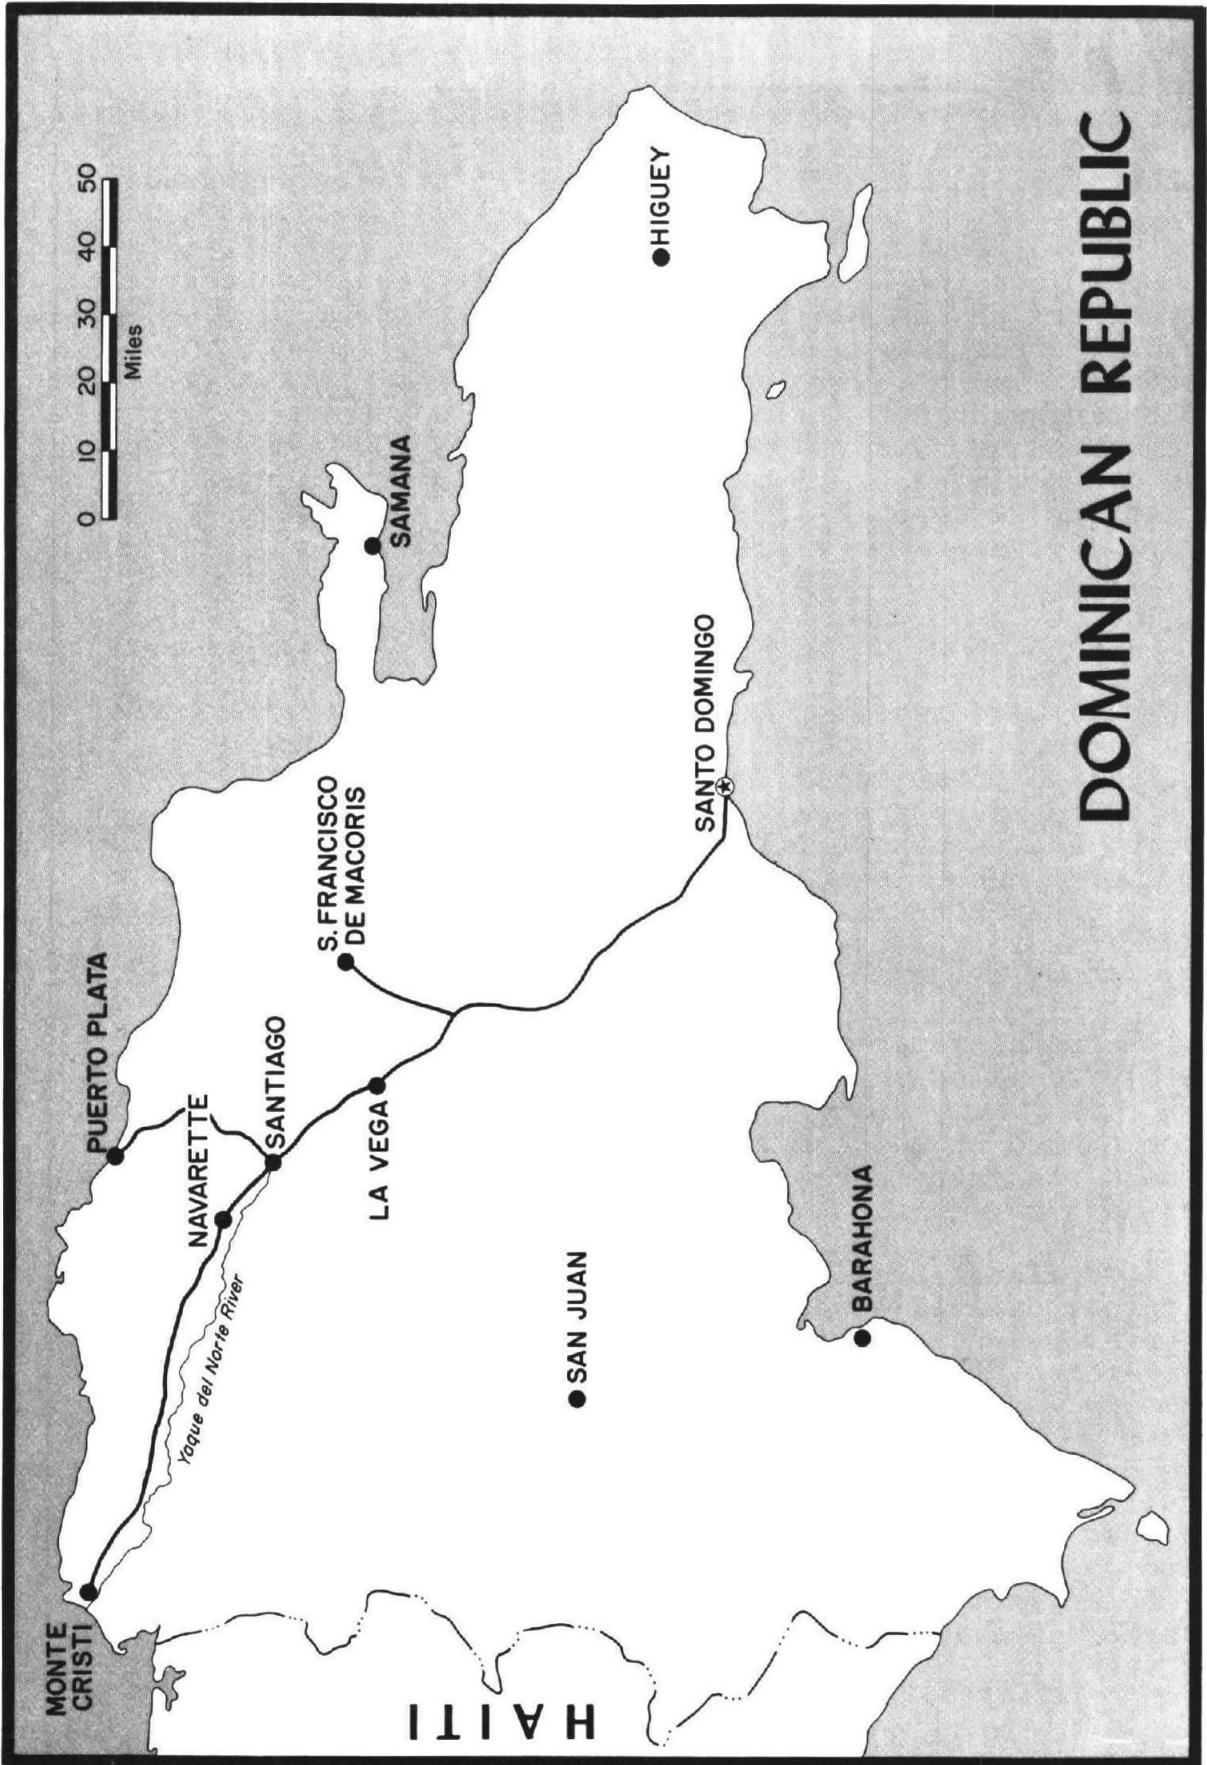 MONTE
CRISTI
PUERTO PLATA
NAVARETTE
SANTIAGO
Yaque del Norte River
LA VEGA
S. FRANCISCO
DE MACORIS
SAMANA
0 10 20 30 40 50
Miles
HIGUEY
SANTO DOMINGO
SAN JUAN
BARAHONA
HAITI
DOMINICAN REPUBLIC